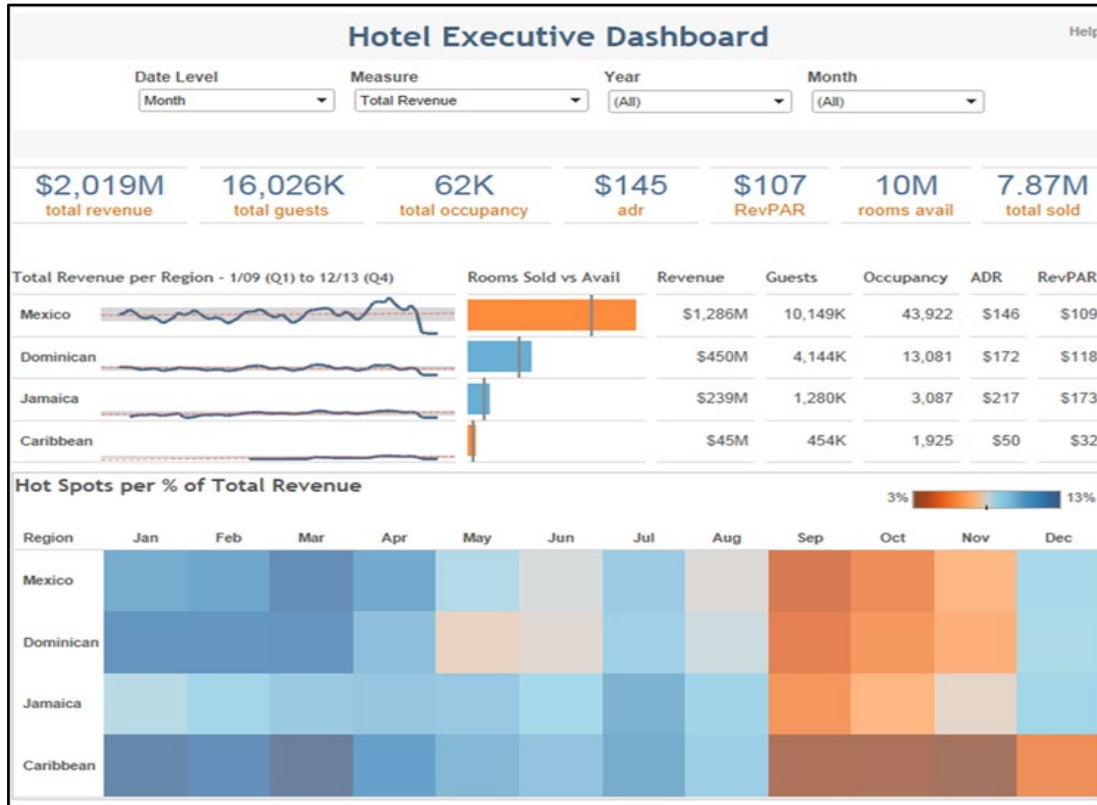 Hotel Executive Dashboard
Help
Date Level Measure Year Month
Month Total Revenue (All) (All)
$2,019M 16,026K 62K $145 $107 10M 7.87M
total revenue total guests total occupancy adr RevPAR rooms avail total sold
Total Revenue per Region - 1/09 (Q1) to 12/13 (Q4) Rooms Sold vs Avail Revenue Guests Occupancy ADR RevPAR
Mexico $1,286M 10,149K 43,922 $146 $109
Dominican $450M 4,144K 13,081 $172 $118
Jamaica $239M 1,280K 3,087 $217 $173
Caribbean $45M 454K 1,925 $50 $32
Hot Spots per % of Total Revenue
3% 13%
Region Jan Feb Mar Apr May Jun Jul Aug Sep Oct Nov Dec
Mexico
Dominican
Jamaica
Caribbean